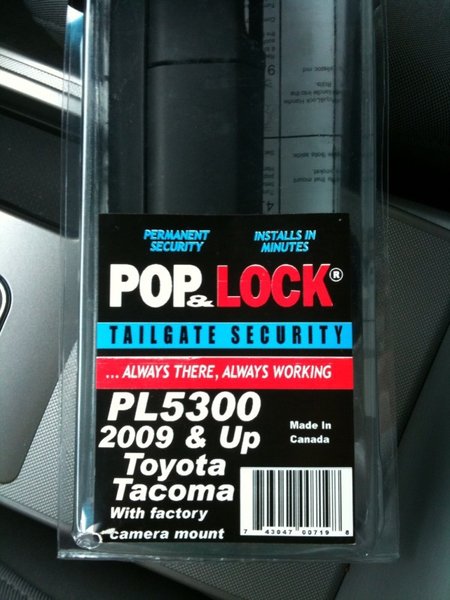 PERMANENT SECURITY
INSTALLS IN MINUTES
POP & LOCK®
TAILGATE SECURITY
... ALWAYS THERE, ALWAYS WORKING
PL5300
2009 & Up
Toyota
Tacoma
With factory
camera mount
Made In
Canada
7 43047 00719 8